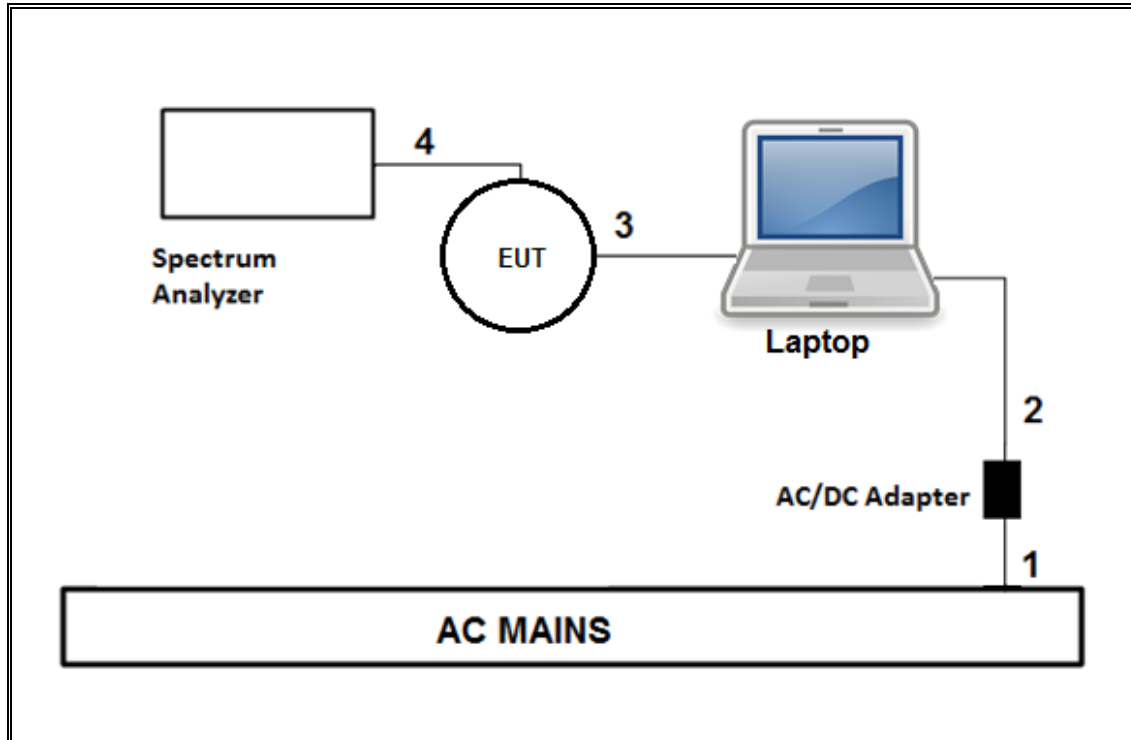 4
3
EUT
Spectrum
Analyzer
Laptop
2
AC/DC Adapter
1
AC MAINS